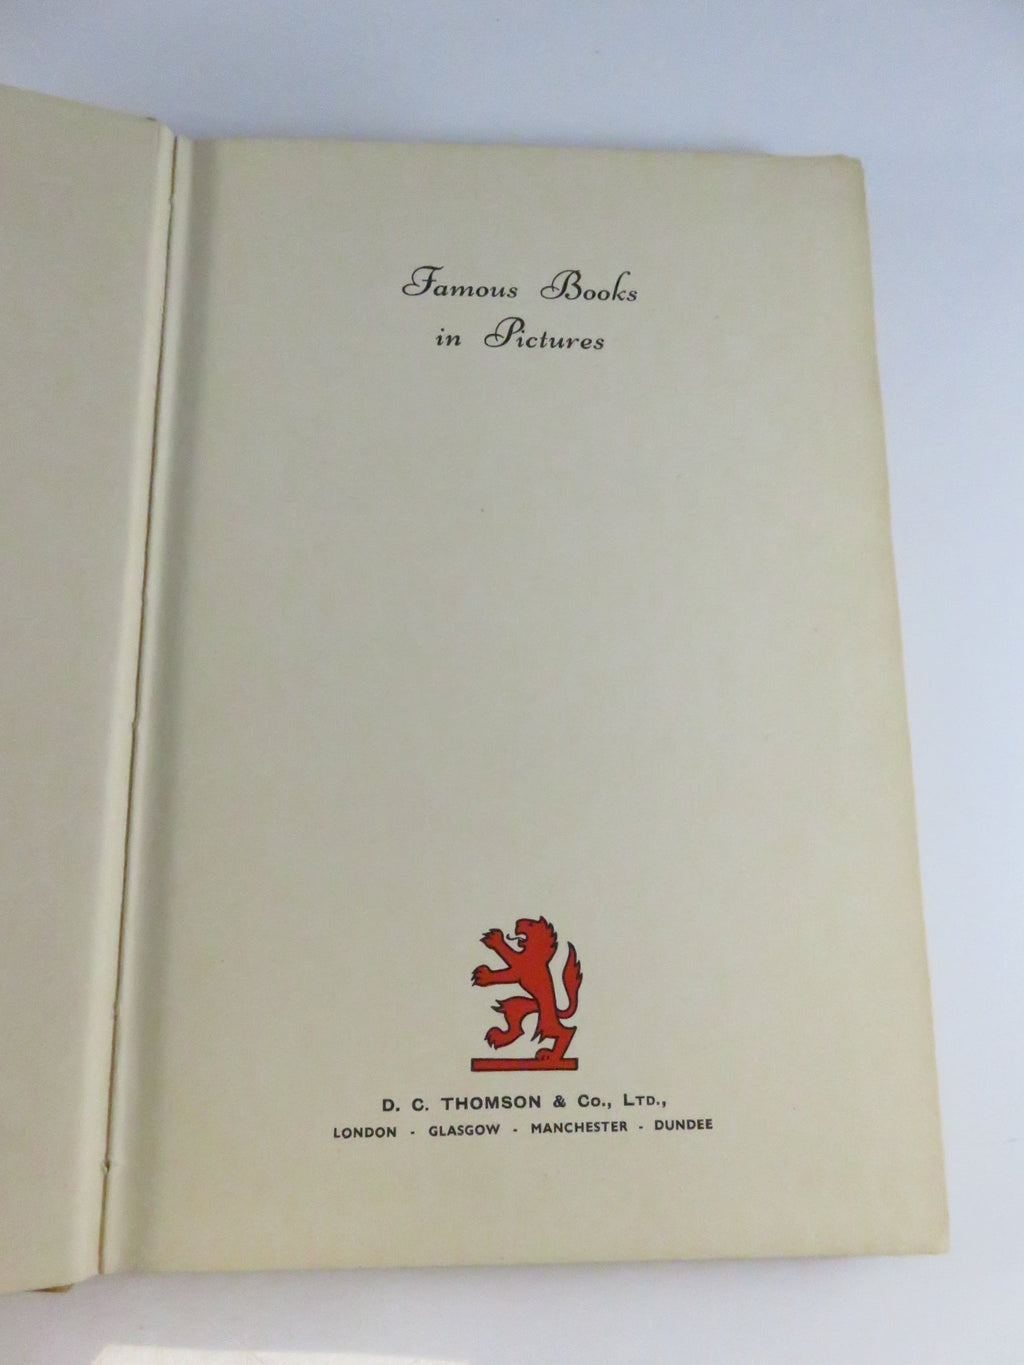 Famous Books
in Pictures
D. C. THOMSON & Co., LTD.,
LONDON - GLASGOW - MANCHESTER - DUNDEE